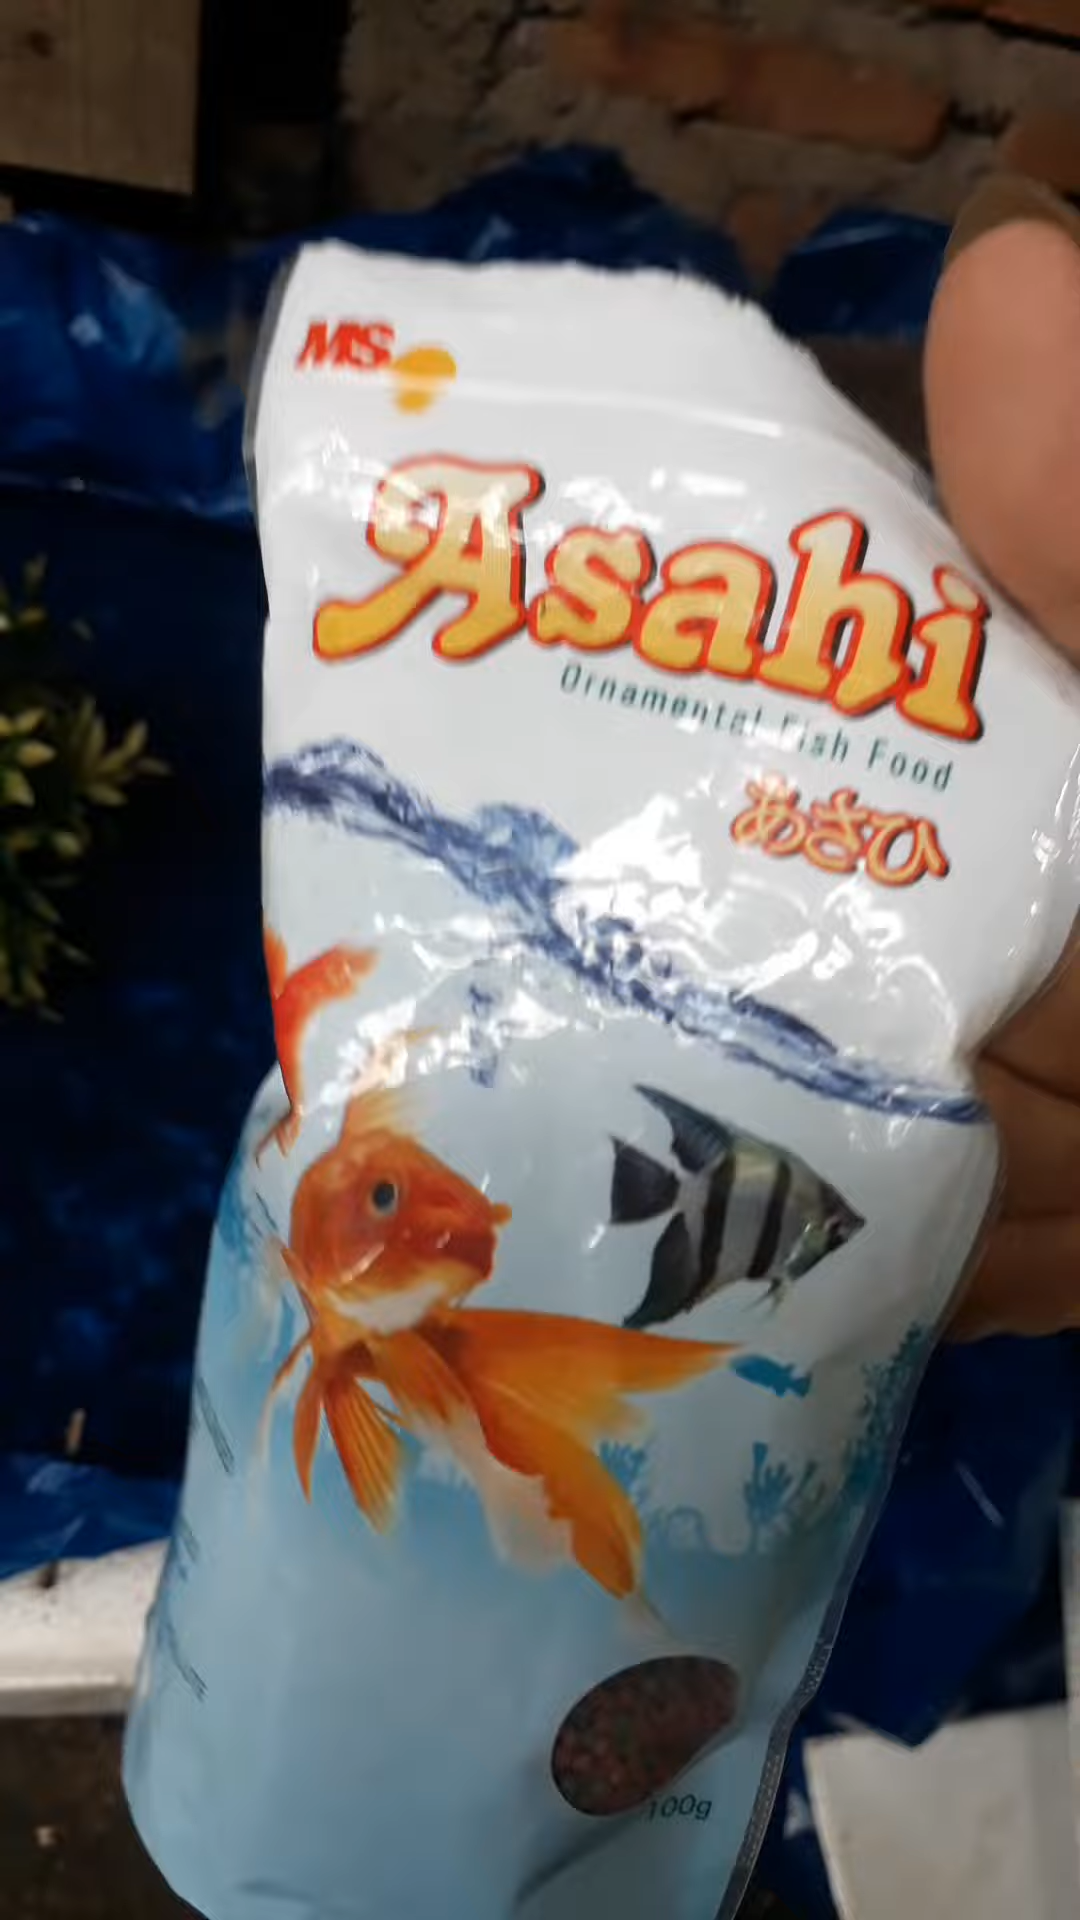 MS
Asahi
Ornamental Fish Food
あさひ
100g